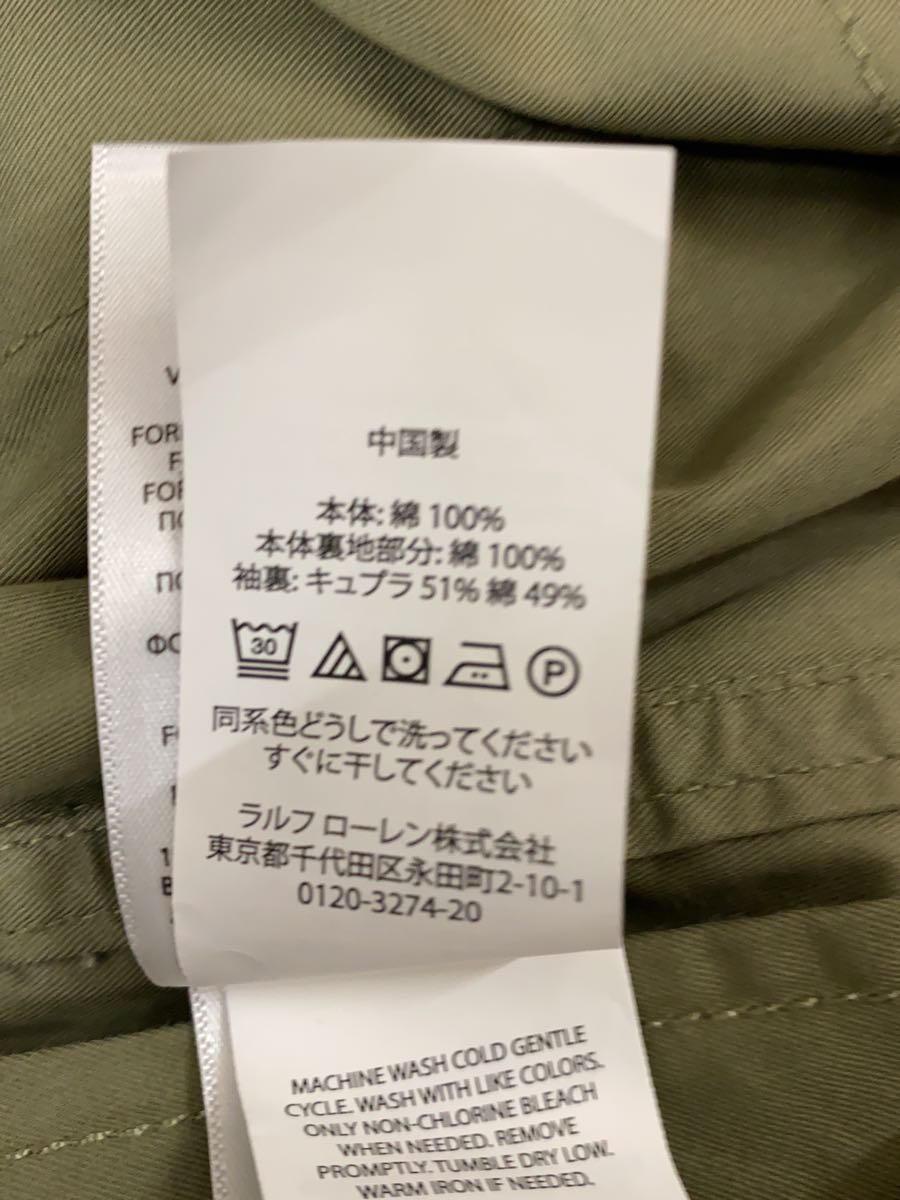 中国製
本体: 綿 100%
本体裏地部分: 綿 100%
袖裏: キュプラ 51% 綿 49%
30
P
同系色どうしで洗ってください
すぐに干してください
ラルフ ローレン株式会社
東京都千代田区永田町2-10-1
0120-3274-20
MACHINE WASH COLD GENTLE
CYCLE. WASH WITH LIKE COLORS.
ONLY NON-CHLORINE BLEACH
WHEN NEEDED. REMOVE
PROMPTLY. TUMBLE DRY LOW.
WARM IRON IF NEEDED.